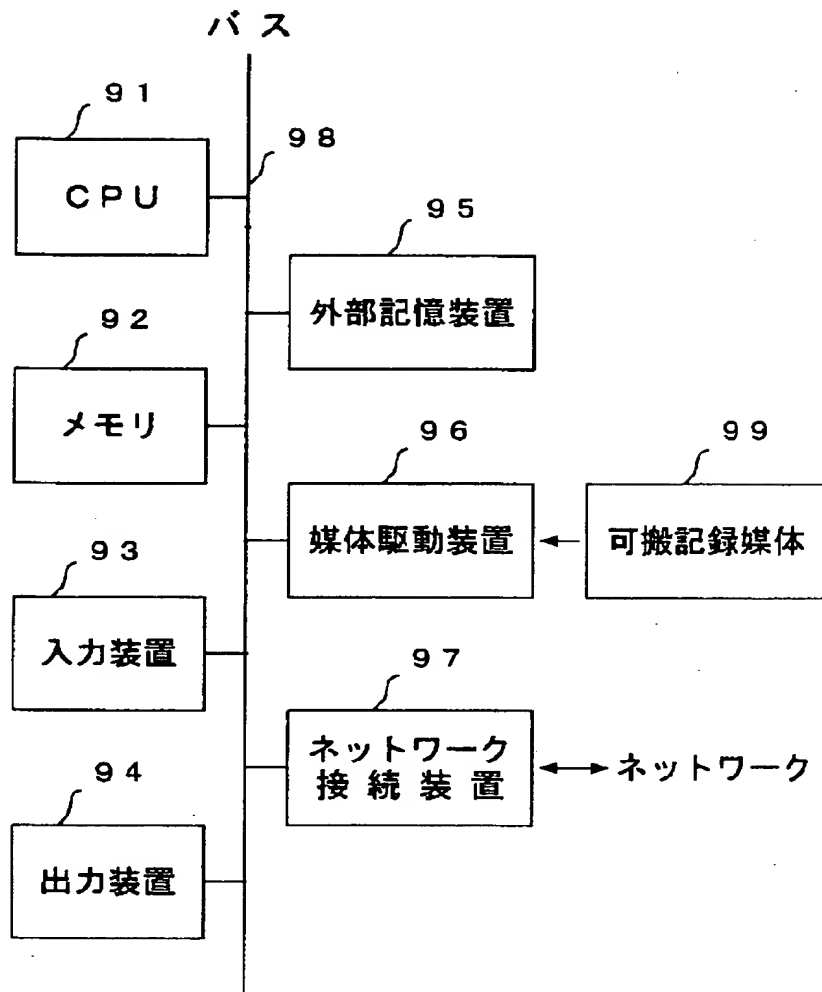 バス
91
98
CPU
95
外部記憶装置
92
メモリ
96
99
媒体駆動装置
可搬記録媒体
93
入力装置
97
ネットワーク
接続装置
ネットワーク
94
出力装置